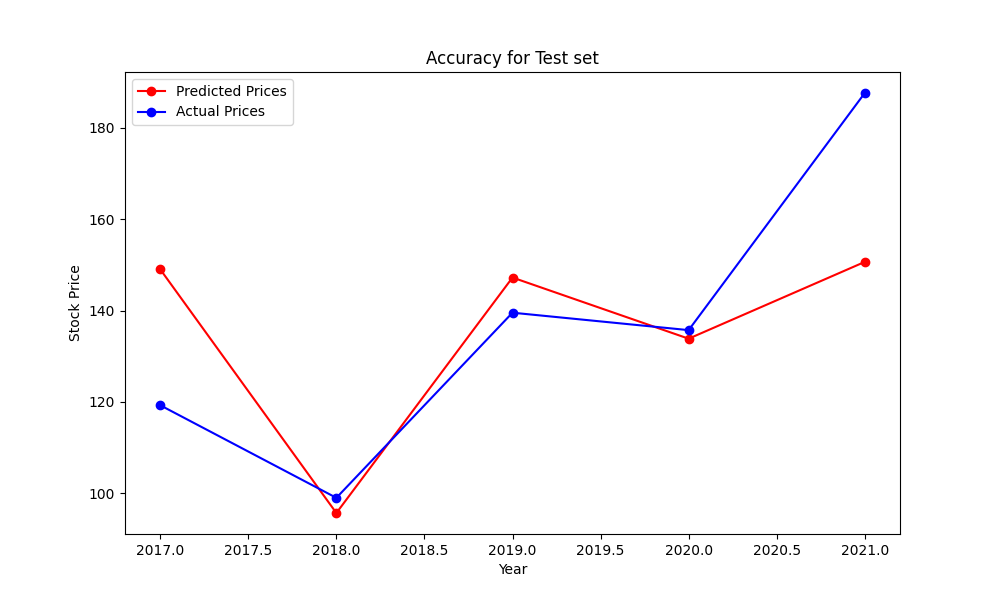 Accuracy for Test set
Predicted Prices
Actual Prices
180
160
140
120
100
Stock Price
2017.0 2017.5 2018.0 2018.5 2019.0 2019.5 2020.0 2020.5 2021.0
Year